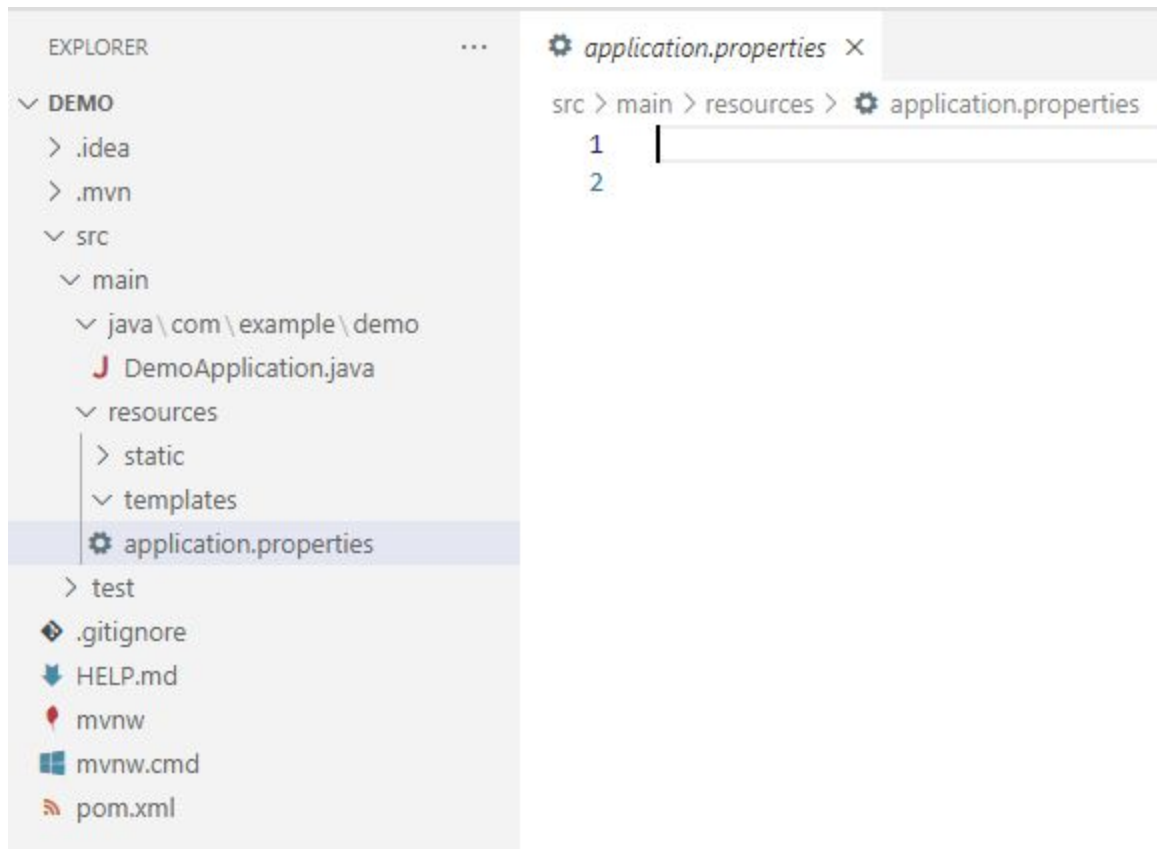 EXPLORER ...
DEMO
.idea
.mvn
src
main
java\com\example\demo
DemoApplication.java
resources
static
templates
application.properties
test
.gitignore
HELP.md
mvnw
mvnw.cmd
pom.xml
application.properties ×
src > main > resources > application.properties
1
2